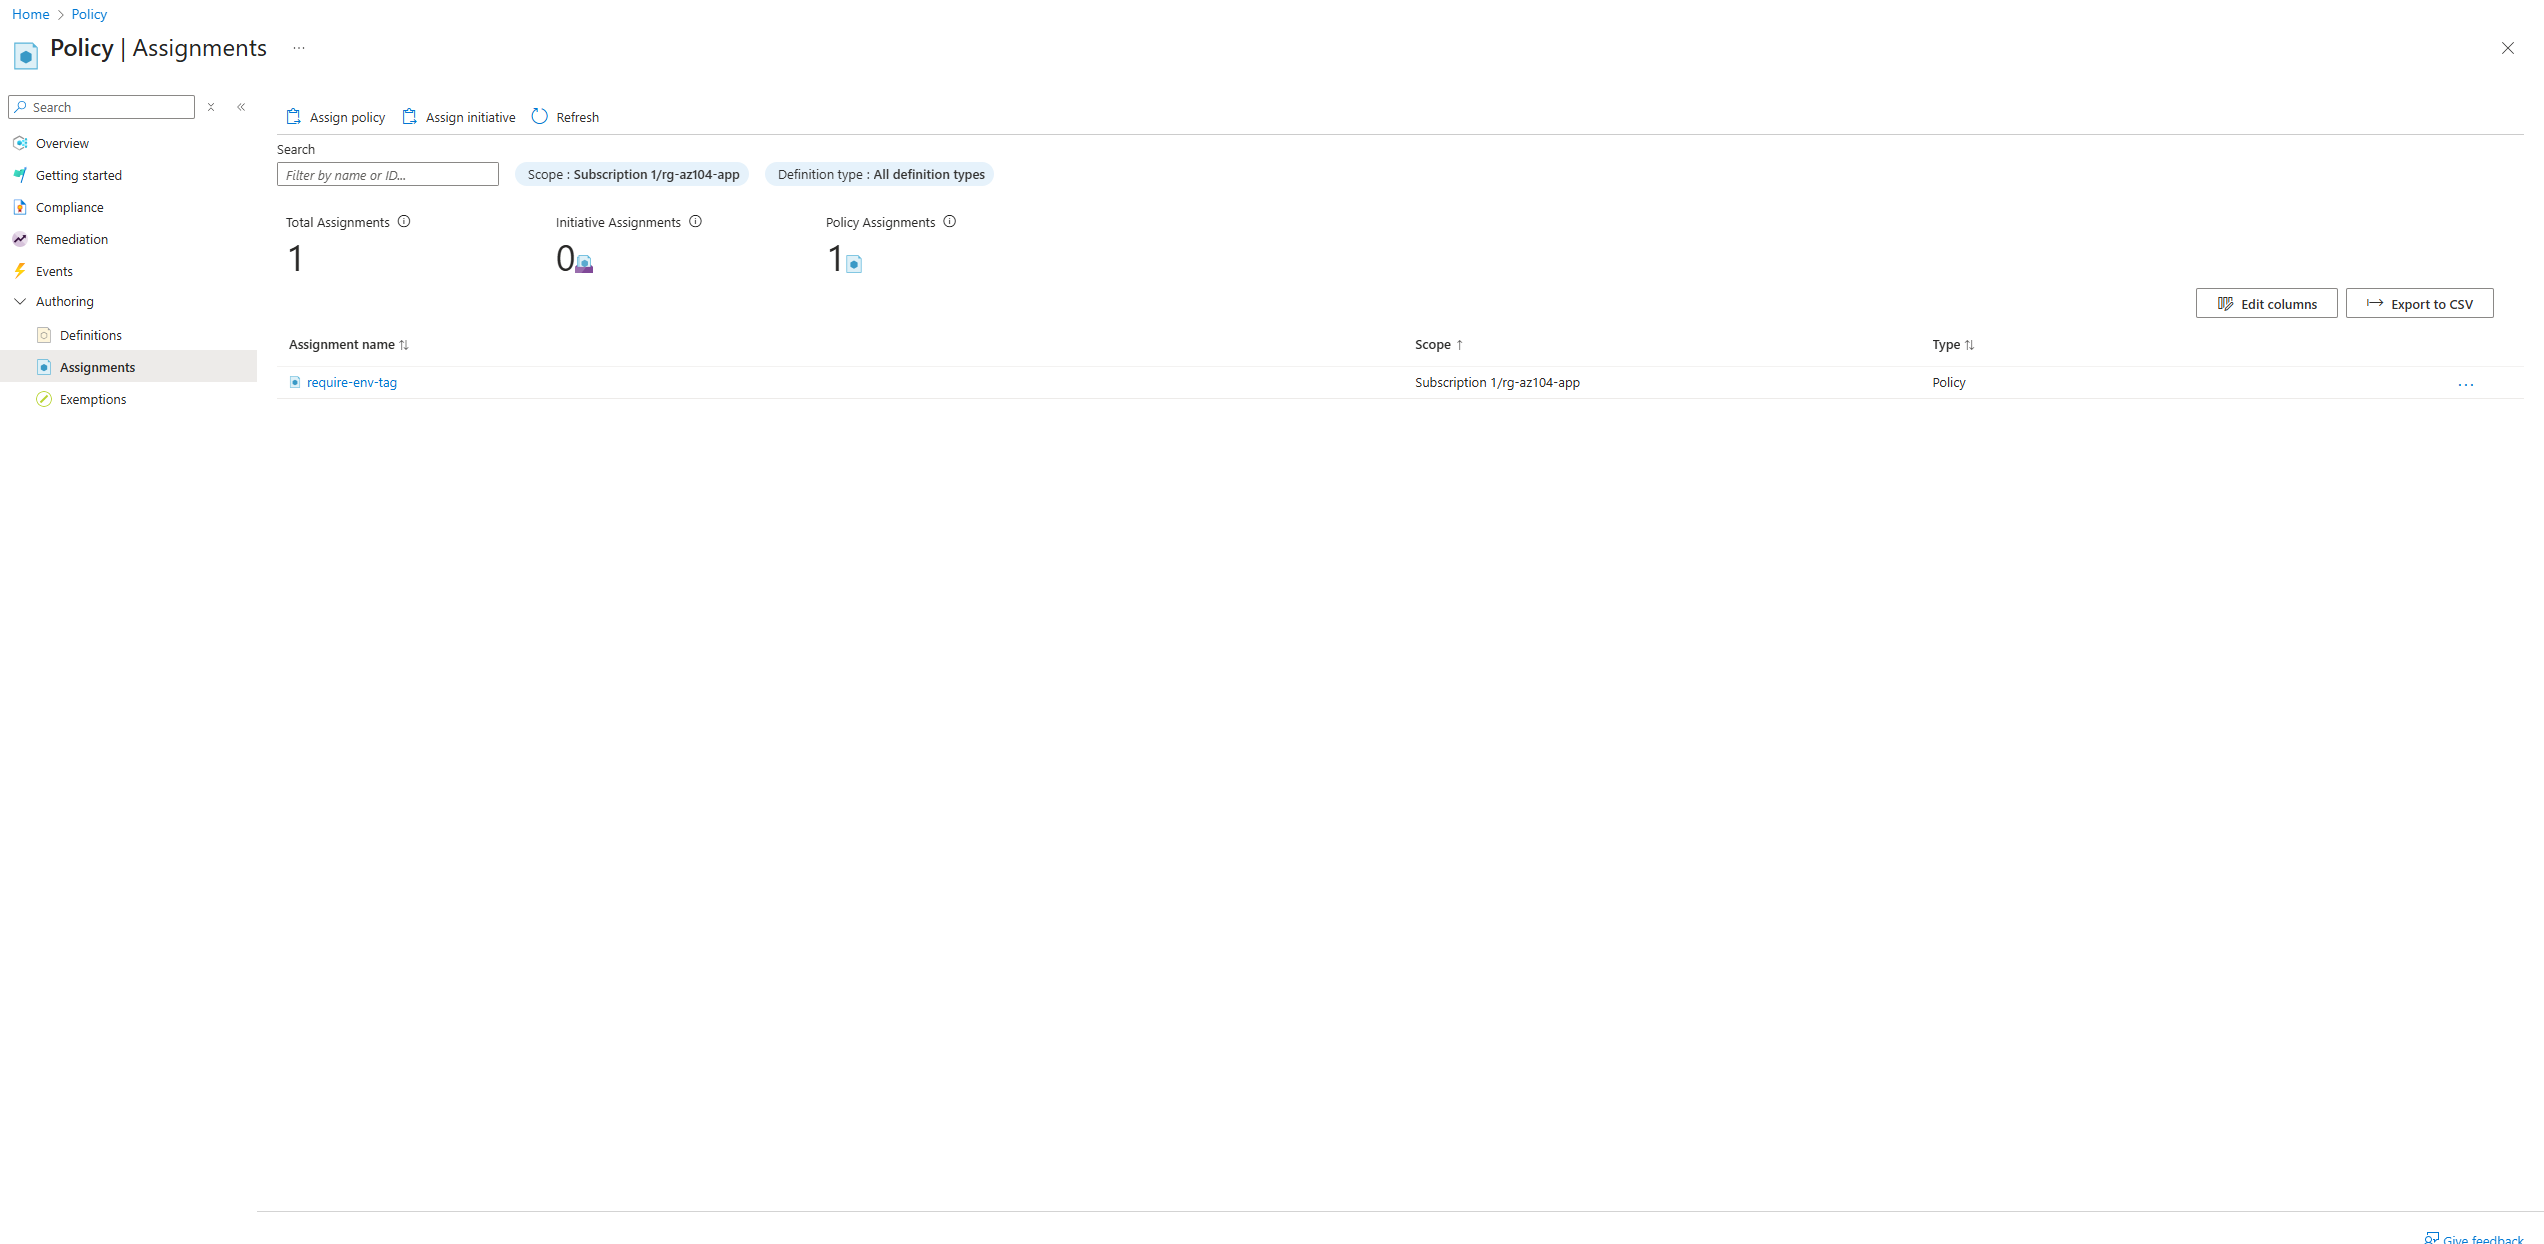 Home > Policy
Policy | Assignments ...
Search
Overview
Getting started
Compliance
Remediation
Events
Authoring
Definitions
Assignments
Exemptions
Assign policy Assign initiative Refresh
Search
Filter by name or ID... Scope : Subscription 1/rg-az104-app Definition type : All definition types
Total Assignments Initiative Assignments Policy Assignments
1 0 1
Edit columns Export to CSV
Assignment name Scope ↑ Type
require-env-tag Subscription 1/rg-az104-app Policy ...
Give feedback